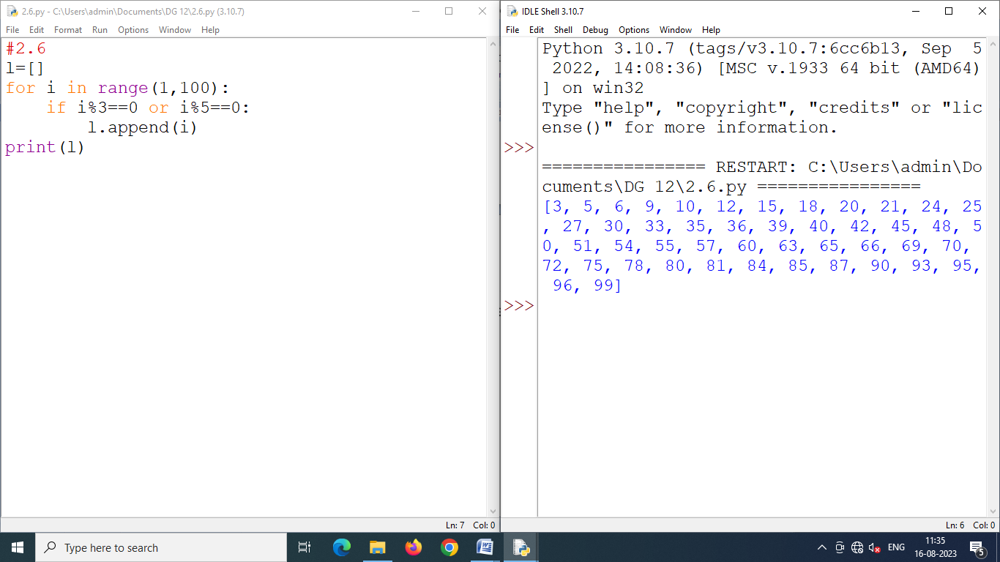 2.6.py - C:\Users\admin\Documents\DG 12\2.6.py (3.10.7)
File Edit Format Run Options Window Help
#2.6
l=[]
for i in range(1,100):
    if i%3==0 or i%5==0:
        l.append(i)
print(l)
Ln: 7 Col: 0
IDLE Shell 3.10.7
File Edit Shell Debug Options Window Help
Python 3.10.7 (tags/v3.10.7:6cc6b13, Sep  5
 2022, 14:08:36) [MSC v.1933 64 bit (AMD64)
] on win32
Type "help", "copyright", "credits" or "lic
ense()" for more information.
>>>
================ RESTART: C:\Users\admin\Do
cuments\DG 12\2.6.py ================
[3, 5, 6, 9, 10, 12, 15, 18, 20, 21, 24, 25
, 27, 30, 33, 35, 36, 39, 40, 42, 45, 48, 5
0, 51, 54, 55, 57, 60, 63, 65, 66, 69, 70,
72, 75, 78, 80, 81, 84, 85, 87, 90, 93, 95,
 96, 99]
>>>
Ln: 6 Col: 0
Type here to search
ENG
11:35
16-08-2023
5